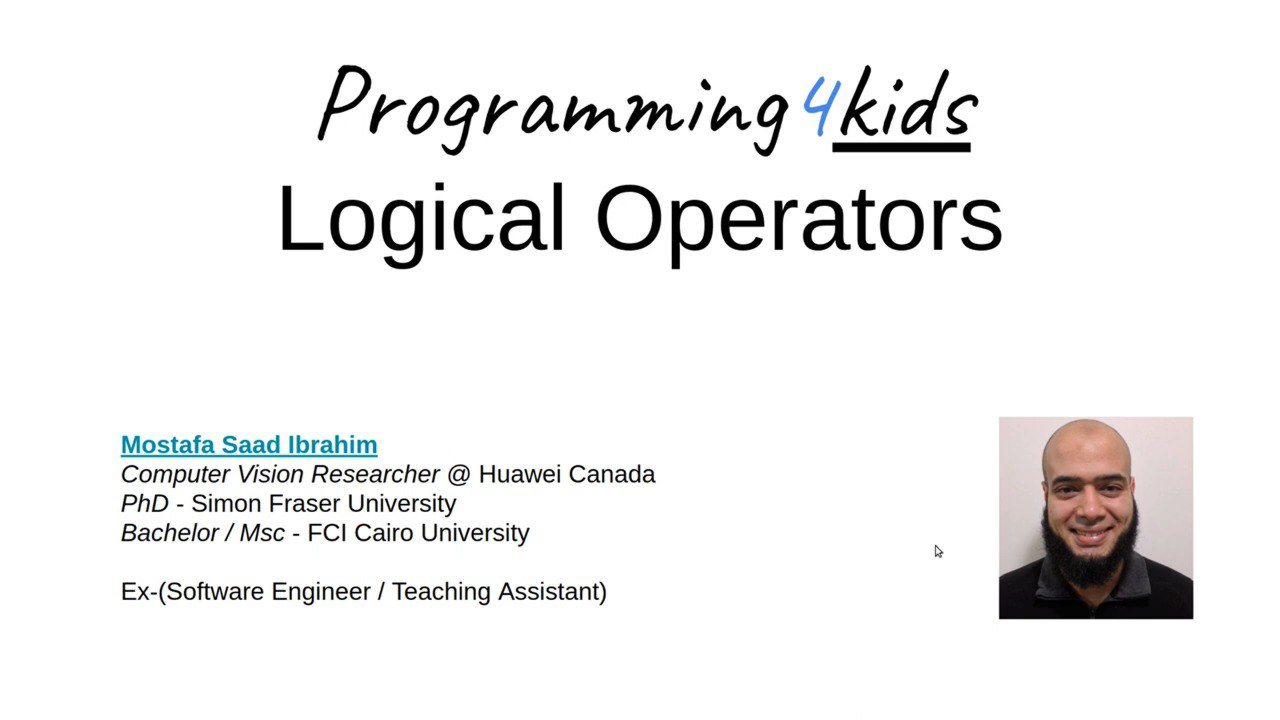 Programming4kids
Logical Operators
Mostafa Saad Ibrahim
Computer Vision Researcher @ Huawei Canada
PhD - Simon Fraser University
Bachelor / Msc - FCI Cairo University
Ex-(Software Engineer / Teaching Assistant)